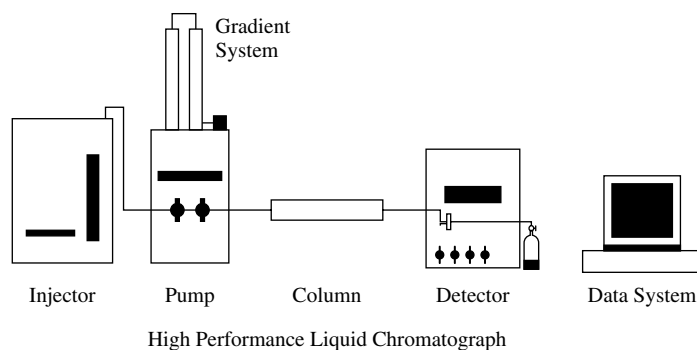 Gradient
System
Injector
Pump
Column
Detector
Data System
High Performance Liquid Chromatograph